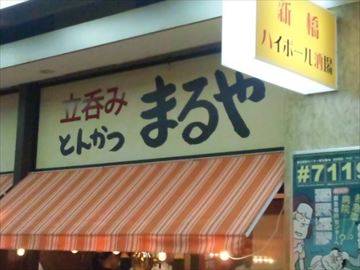 新橋
ハイボール酒場
立呑み
とんかつ まるや
#7119